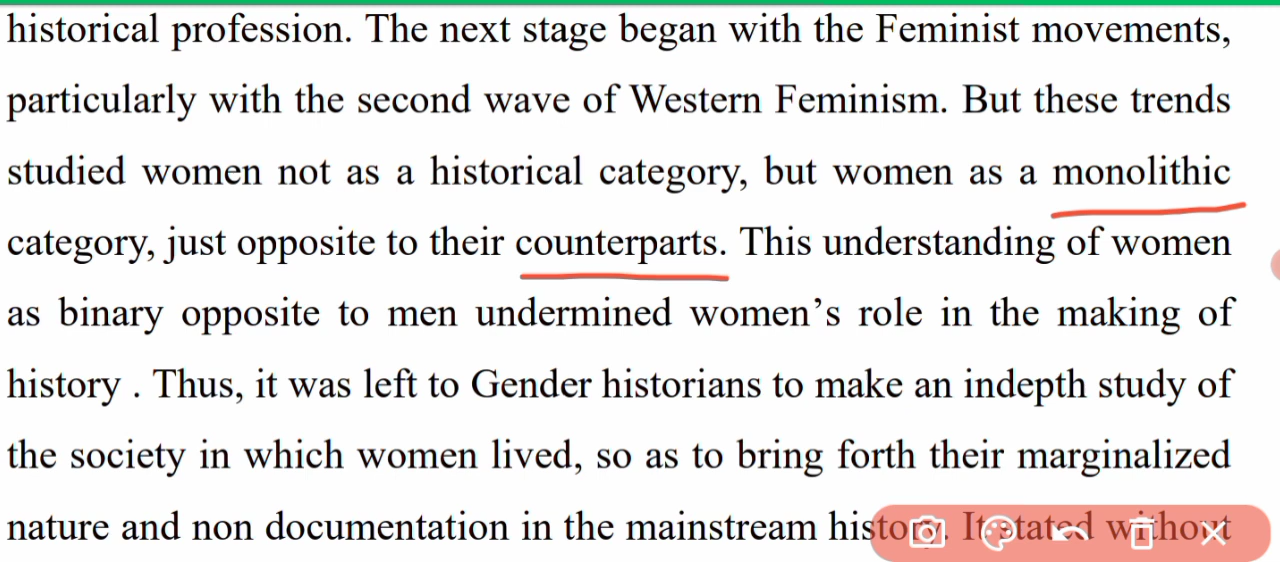 historical profession. The next stage began with the Feminist movements,
particularly with the second wave of Western Feminism. But these trends
studied women not as a historical category, but women as a monolithic
category, just opposite to their counterparts. This understanding of women
as binary opposite to men undermined women's role in the making of
history . Thus, it was left to Gender historians to make an indepth study of
the society in which women lived, so as to bring forth their marginalized
nature and non documentation in the mainstream history. It stated without